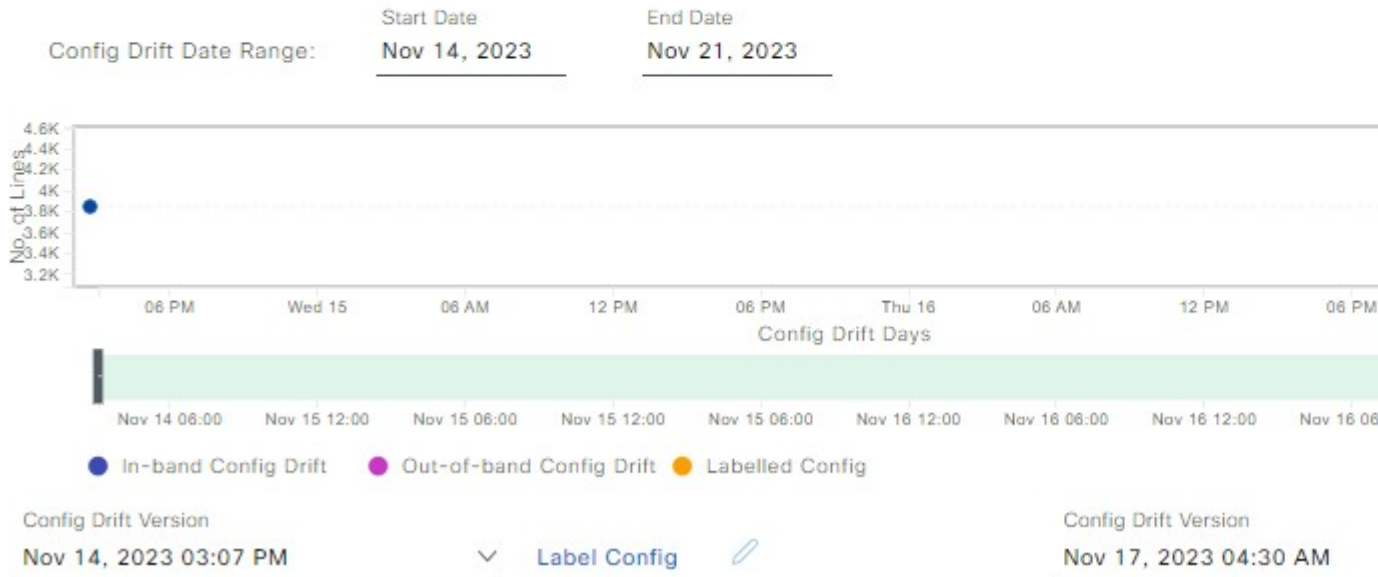 Start Date End Date
Config Drift Date Range: Nov 14, 2023 Nov 21, 2023
No. of Lines
4.6K
4.4K
4.2K
4K
3.8K
3.6K
3.4K
3.2K
06 PM Wed 15 06 AM 12 PM 06 PM Thu 16 06 AM 12 PM 06 PM
Config Drift Days
Nov 14 06:00 Nov 15 12:00 Nov 15 06:00 Nov 15 12:00 Nov 15 06:00 Nov 16 12:00 Nov 16 06:00 Nov 16 12:00 Nov 16 06
In-band Config Drift Out-of-band Config Drift Labelled Config
Config Drift Version Config Drift Version
Nov 14, 2023 03:07 PM Label Config Nov 17, 2023 04:30 AM